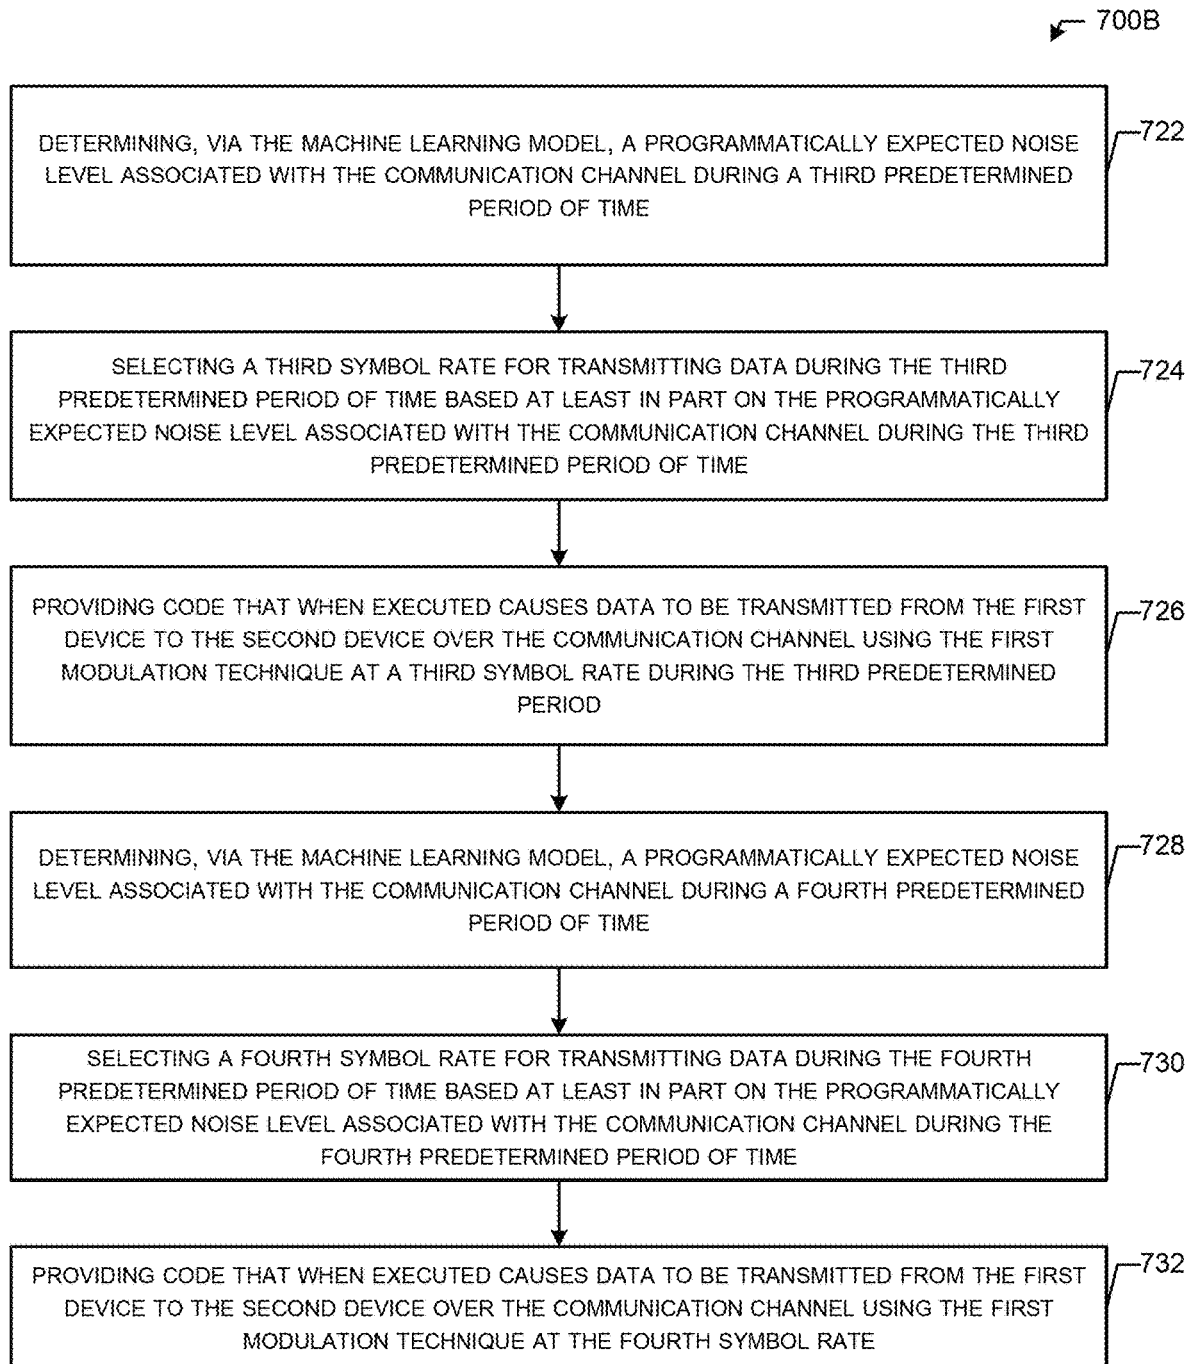 700B
DETERMINING, VIA THE MACHINE LEARNING MODEL, A PROGRAMMATICALLY EXPECTED NOISE
LEVEL ASSOCIATED WITH THE COMMUNICATION CHANNEL DURING A THIRD PREDETERMINED
PERIOD OF TIME
722
SELECTING A THIRD SYMBOL RATE FOR TRANSMITTING DATA DURING THE THIRD
PREDETERMINED PERIOD OF TIME BASED AT LEAST IN PART ON THE PROGRAMMATICALLY
EXPECTED NOISE LEVEL ASSOCIATED WITH THE COMMUNICATION CHANNEL DURING THE THIRD
PREDETERMINED PERIOD OF TIME
724
PROVIDING CODE THAT WHEN EXECUTED CAUSES DATA TO BE TRANSMITTED FROM THE FIRST
DEVICE TO THE SECOND DEVICE OVER THE COMMUNICATION CHANNEL USING THE FIRST
MODULATION TECHNIQUE AT A THIRD SYMBOL RATE DURING THE THIRD PREDETERMINED
PERIOD
726
DETERMINING, VIA THE MACHINE LEARNING MODEL, A PROGRAMMATICALLY EXPECTED NOISE
LEVEL ASSOCIATED WITH THE COMMUNICATION CHANNEL DURING A FOURTH PREDETERMINED
PERIOD OF TIME
728
SELECTING A FOURTH SYMBOL RATE FOR TRANSMITTING DATA DURING THE FOURTH
PREDETERMINED PERIOD OF TIME BASED AT LEAST IN PART ON THE PROGRAMMATICALLY
EXPECTED NOISE LEVEL ASSOCIATED WITH THE COMMUNICATION CHANNEL DURING THE
FOURTH PREDETERMINED PERIOD OF TIME
730
PROVIDING CODE THAT WHEN EXECUTED CAUSES DATA TO BE TRANSMITTED FROM THE FIRST
DEVICE TO THE SECOND DEVICE OVER THE COMMUNICATION CHANNEL USING THE FIRST
MODULATION TECHNIQUE AT THE FOURTH SYMBOL RATE
732